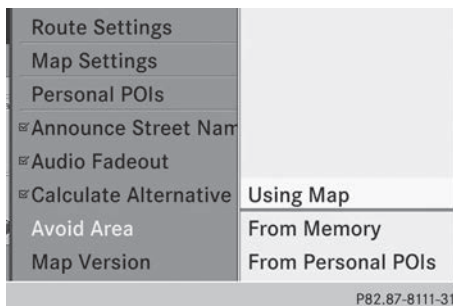 Route Settings
Map Settings
Personal POIs
Announce Street Nam
Audio Fadeout
Calculate Alternative
Avoid Area
Map Version
Using Map
From Memory
From Personal POIs
P82.87-8111-31